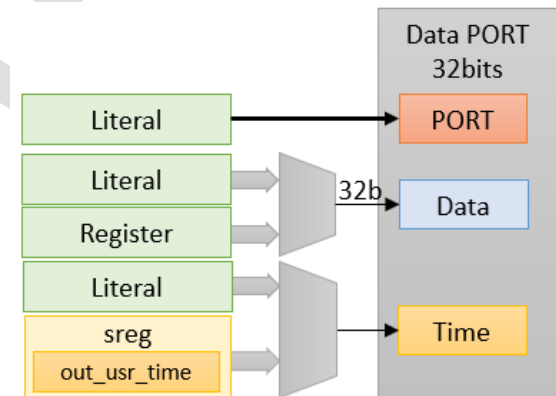 Data PORT
32bits
Literal
PORT
Literal
32b
Data
Register
Literal
sreg
Time
out_usr_time